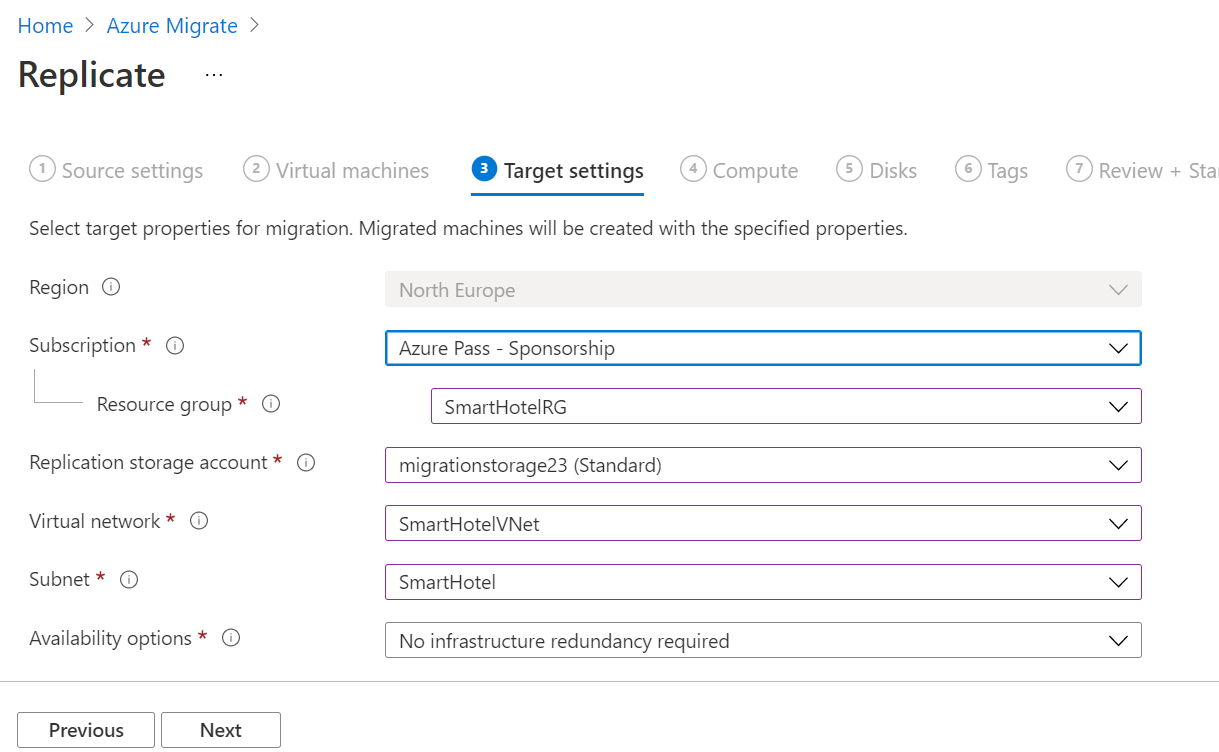 Home > Azure Migrate >
Replicate ...
1 Source settings 2 Virtual machines 3 Target settings 4 Compute 5 Disks 6 Tags 7 Review + Sta
Select target properties for migration. Migrated machines will be created with the specified properties.
Region North Europe
Subscription * Azure Pass - Sponsorship
Resource group * SmartHotelRG
Replication storage account * migrationstorage23 (Standard)
Virtual network * SmartHotelVNet
Subnet * SmartHotel
Availability options * No infrastructure redundancy required
Previous Next